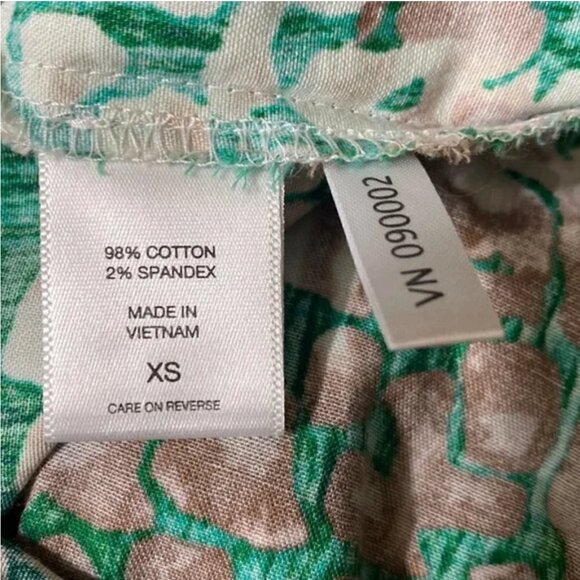 98% COTTON
2% SPANDEX
MADE IN
VIETNAM
XS
CARE ON REVERSE
VN 090002